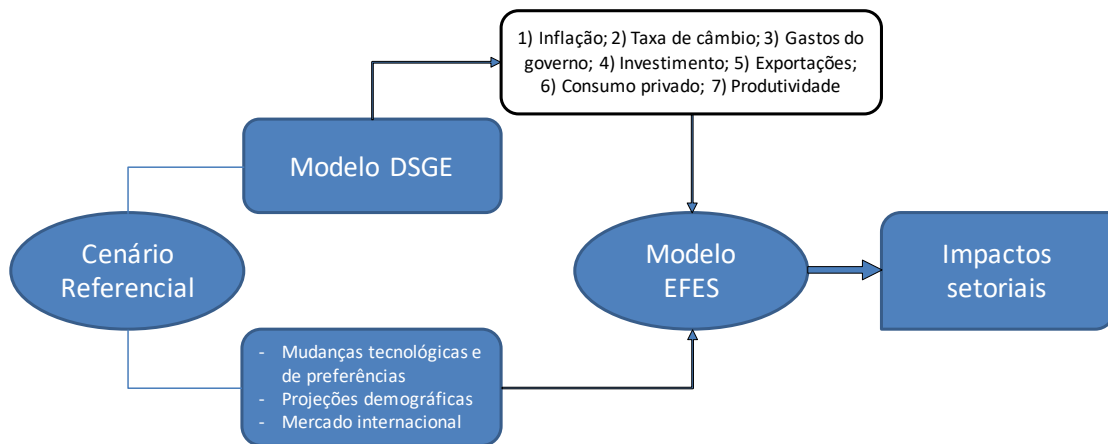 1) Inflação; 2) Taxa de câmbio; 3) Gastos do
governo; 4) Investimento; 5) Exportações;
6) Consumo privado; 7) Produtividade
Modelo DSGE
Cenário
Referencial
Modelo
EFES
Impactos
setoriais
- Mudanças tecnológicas e
de preferências
- Projeções demográficas
- Mercado internacional